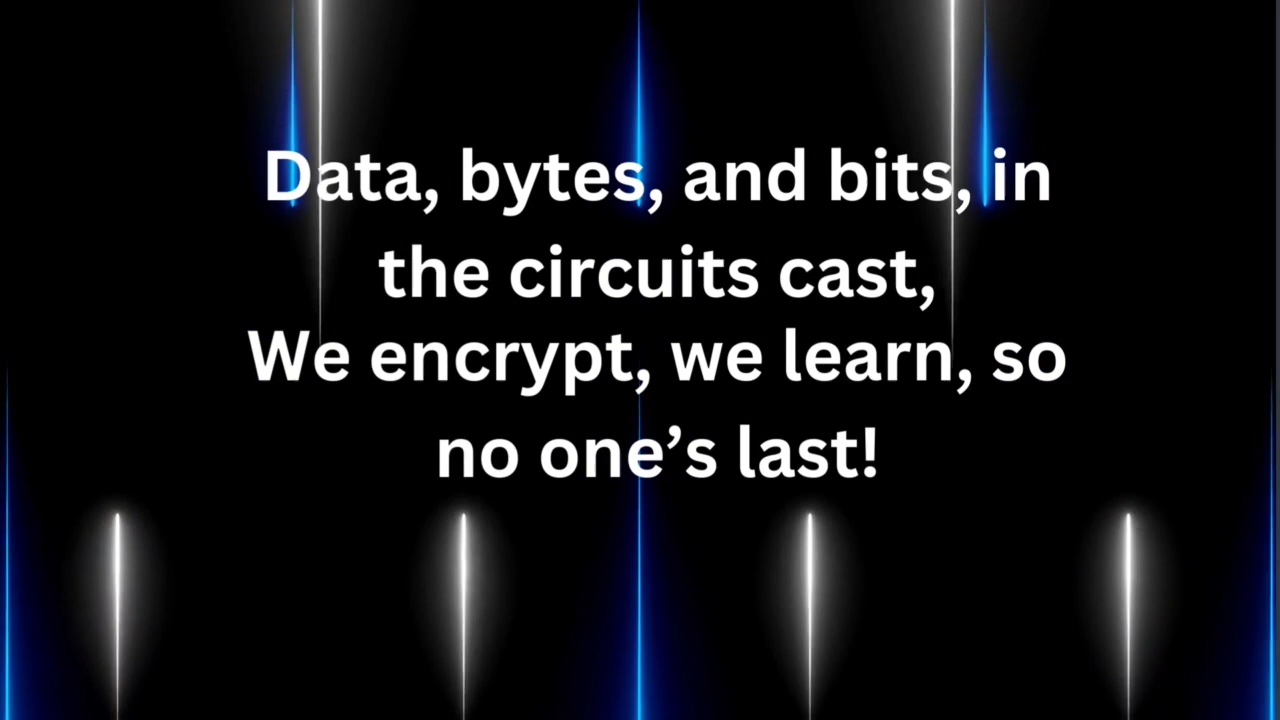 Data, bytes, and bits, in
the circuits cast,
We encrypt, we learn, so
no one’s last!